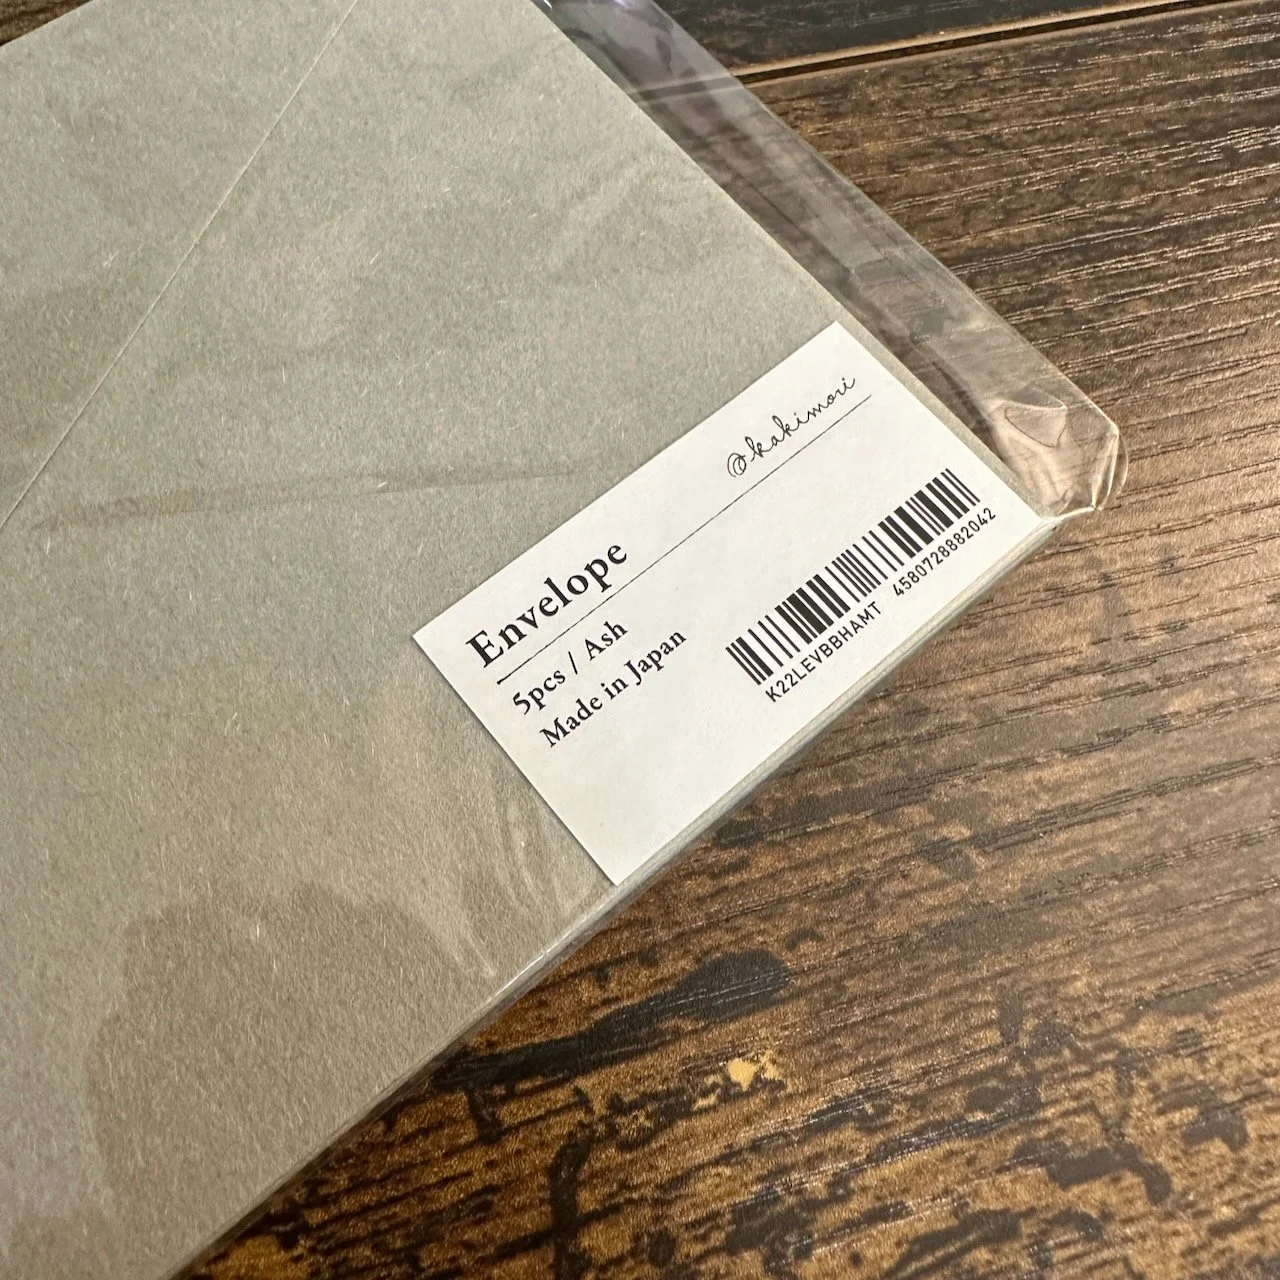 kakimori
Envelope
5pcs / Ash
Made in Japan
K22LEVBBHAMT 4580728882042